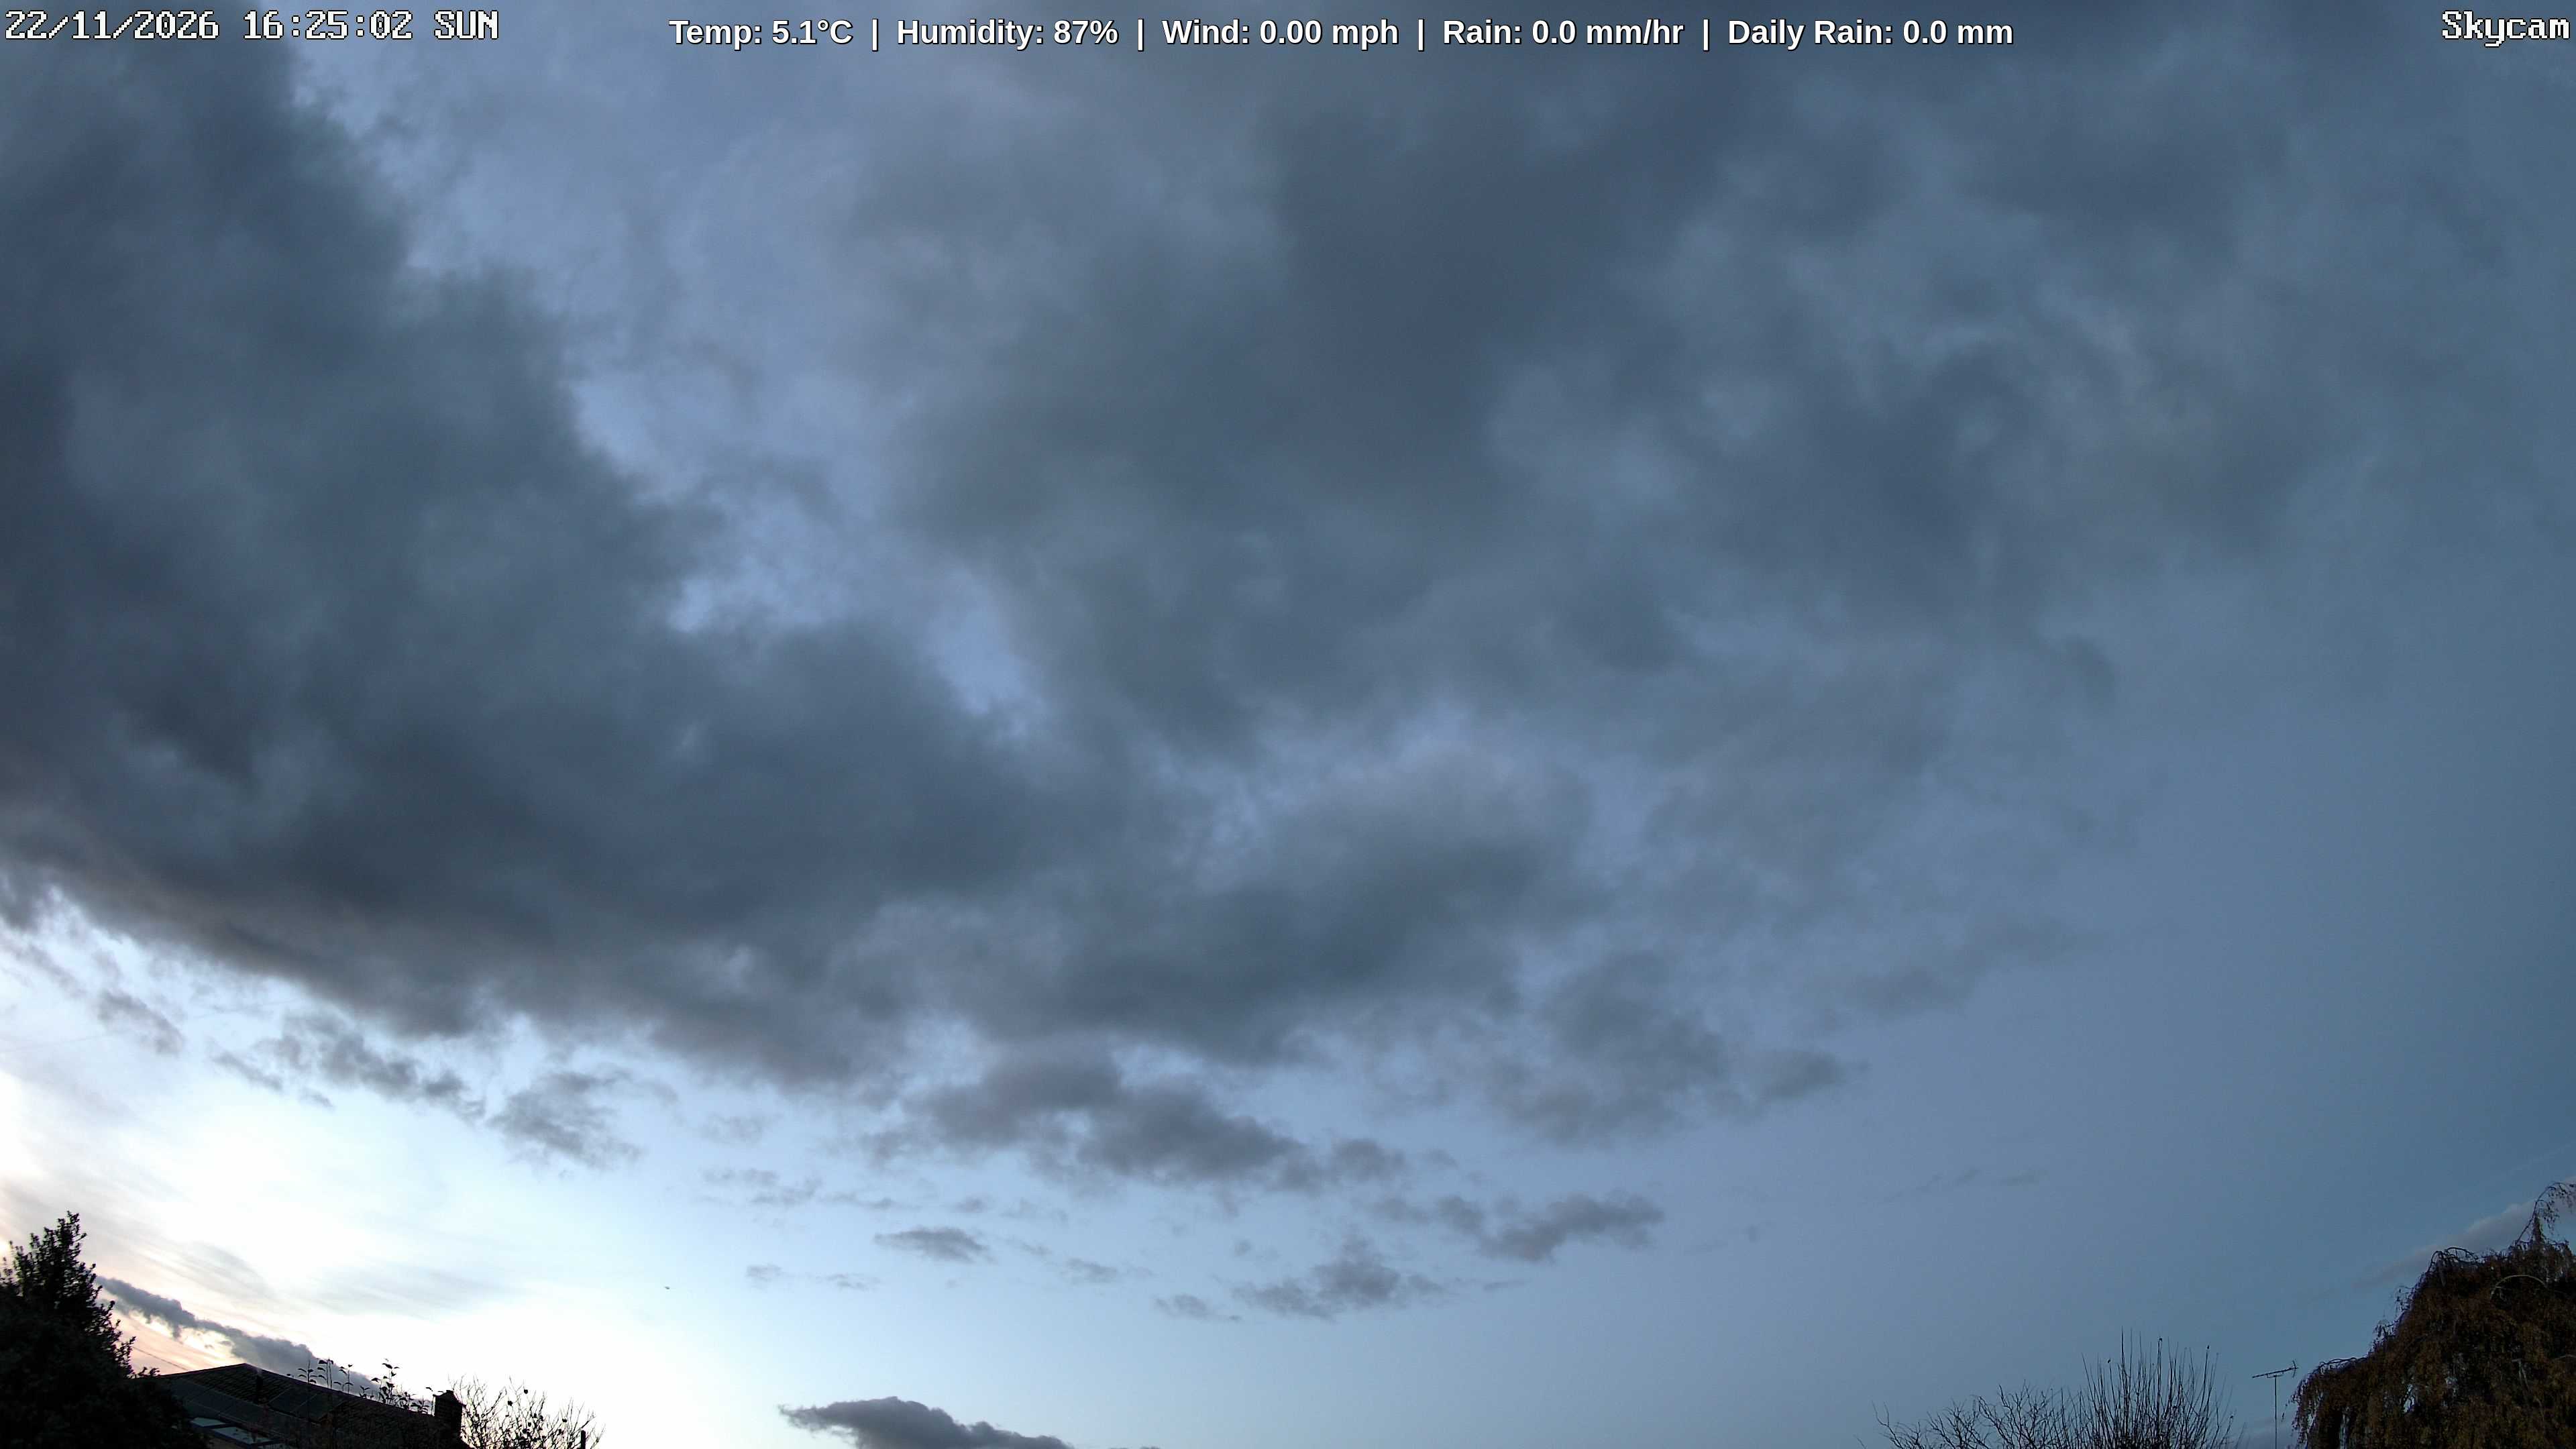 22/11/2026 16:25:02 SUN
Temp: 5.1°C | Humidity: 87% | Wind: 0.00 mph | Rain: 0.0 mm/hr | Daily Rain: 0.0 mm
Skycam